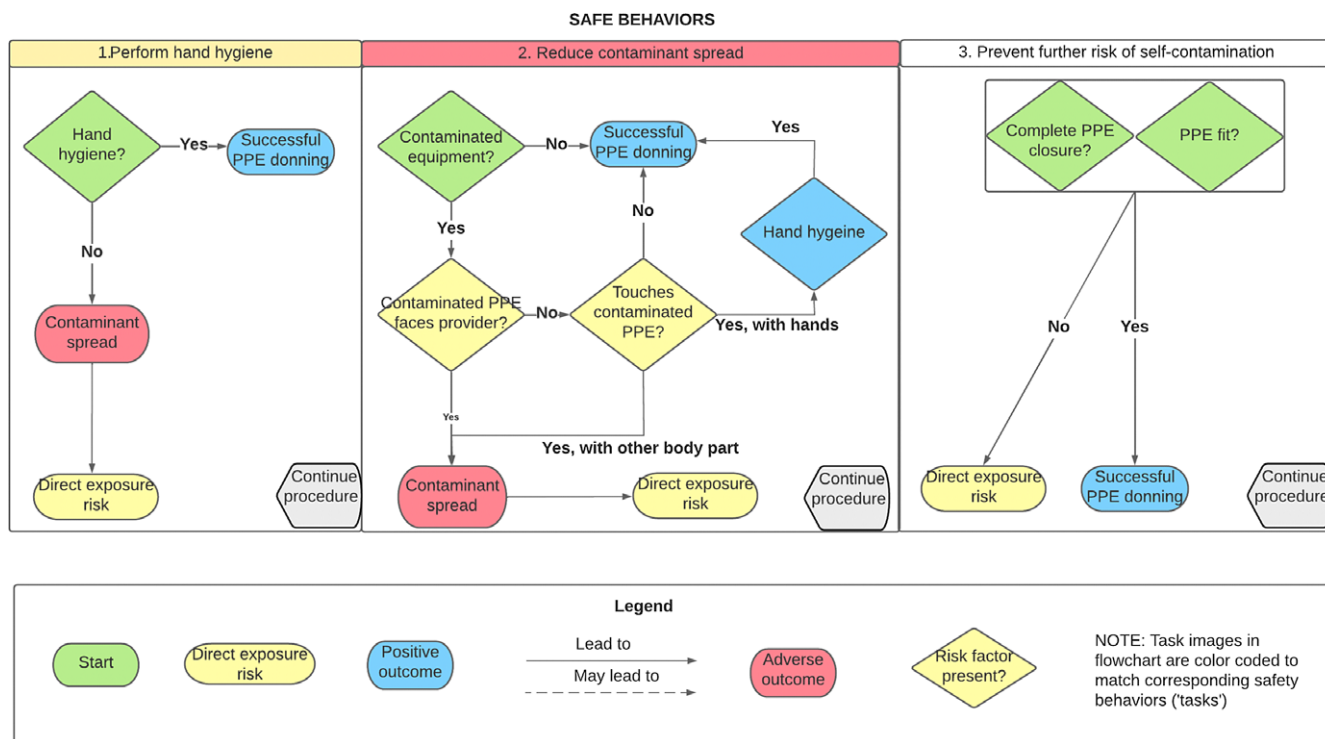 SAFE BEHAVIORS
1.Perform hand hygiene
Hand
hygiene?
Yes
Successful
PPE donning
No
Contaminant
spread
Direct exposure
risk
Continue
procedure
2. Reduce contaminant spread
Contaminated
equipment?
No
Successful
PPE donning
Yes
Yes
No
Hand hygeine
Contaminated PPE
faces provider?
No
Touches
contaminated
PPE?
Yes, with hands
Yes
Yes, with other body part
Contaminant
spread
Direct exposure
risk
Continue
procedure
3. Prevent further risk of self-contamination
Complete PPE
closure?
PPE fit?
No
Yes
Direct exposure
risk
Successful
PPE donning
Continue
procedure
Legend
Start
Direct exposure
risk
Positive
outcome
Lead to
May lead to
Adverse
outcome
Risk factor
present?
NOTE: Task images in
flowchart are color coded to
match corresponding safety
behaviors ('tasks')